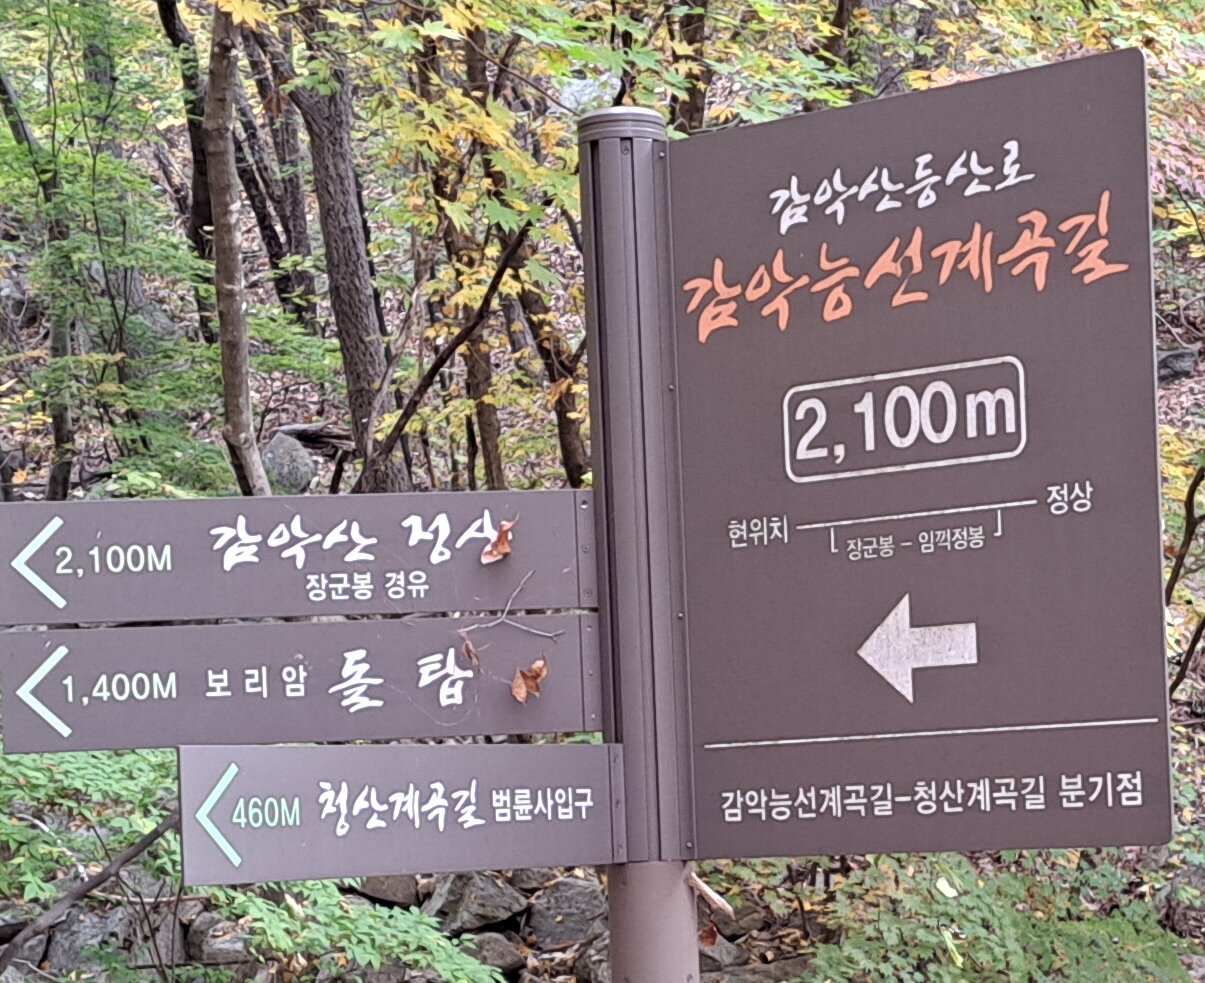 감악산등산로
감악능선계곡길
2,100m
현위치
정상
장군봉 - 임꺽정봉
감악능선계곡길-청산계곡길 분기점
2,100M 감악산 정상
장군봉 경유
1,400M 보리암 돌탑
460M 청산계곡길 범륜사입구